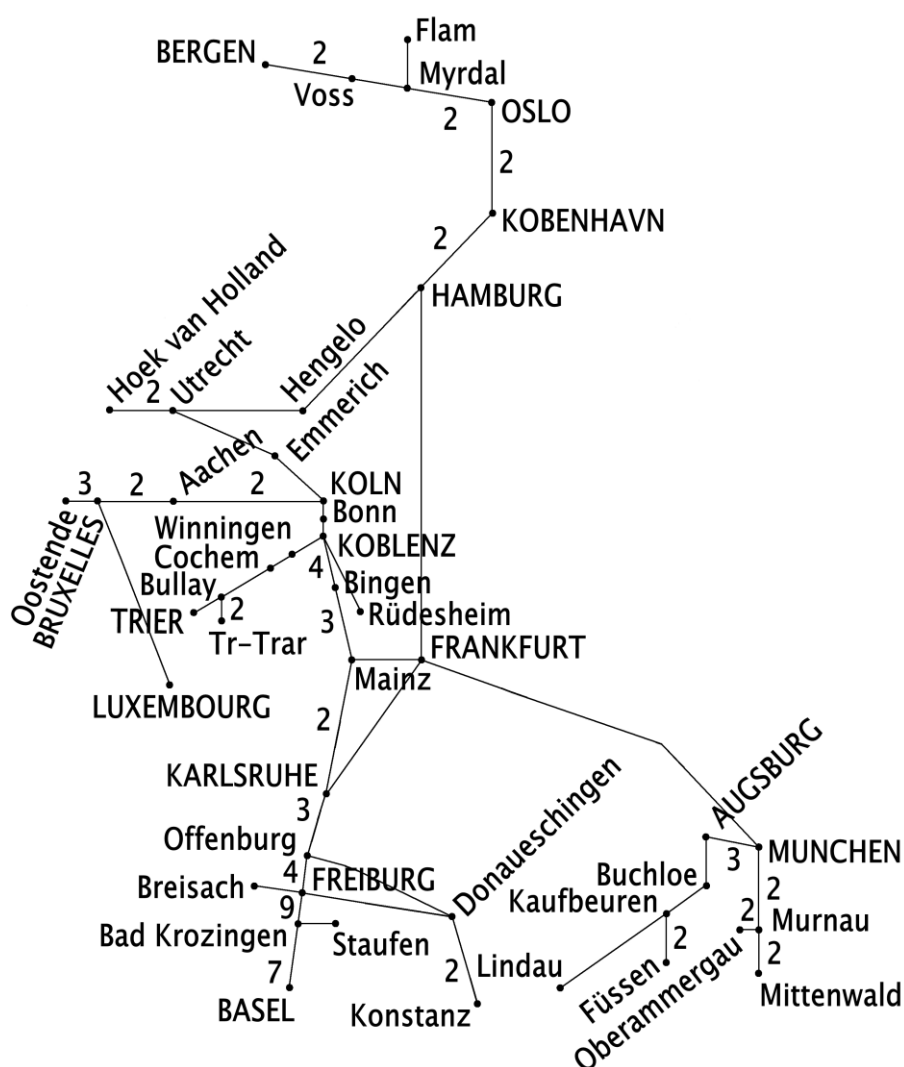 Flam
BERGEN
2
Voss
Myrdal
2
OSLO
2
KOBENHAVN
2
HAMBURG
Hoek van Holland
2
Utrecht
Hengelo
Emmerich
Aachen
3
2
2
KOLN
Bonn
Winningen
KOBLENZ
Cochem
4
Bingen
Bullay
Oostende
BRUXELLES
TRIER
2
Rüdesheim
3
Tr-Trar
FRANKFURT
Mainz
LUXEMBOURG
2
KARLSRUHE
3
Donaueschingen
AUGSBURG
Offenburg
3
MUNCHEN
4
Breisach
FREIBURG
Buchloe
2
Kaufbeuren
9
2
Murnau
Bad Krozingen
Staufen
2
2
7
2
Lindau
Füssen
Oberammergau
Mittenwald
BASEL
Konstanz